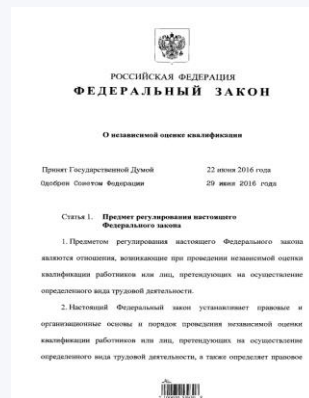 РОССИЙСКАЯ ФЕДЕРАЦИЯ
ФЕДЕРАЛЬНЫЙ ЗАКОН
О независимой оценке квалификации
Принят Государственной Думой 22 июня 2016 года
Одобрен Советом Федерации 29 июня 2016 года
Статья 1. Предмет регулирования настоящего
Федерального закона
1. Предметом регулирования настоящего Федерального закона
являются отношения, возникающие при проведении независимой оценки
квалификации работников или лиц, претендующих на осуществление
определенного вида трудовой деятельности.
2. Настоящий Федеральный закон устанавливает правовые и
организационные основы и порядок проведения независимой оценки
квалификации работников или лиц, претендующих на осуществление
определенного вида трудовой деятельности, а также определяет правовое